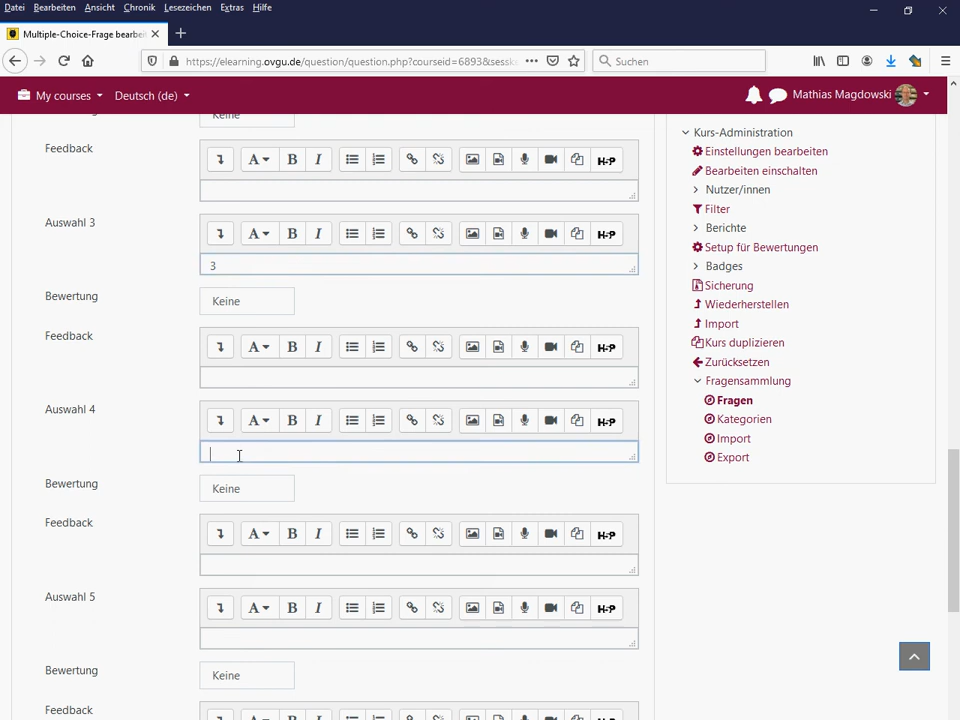 Datei Bearbeiten Ansicht Chronik Lesezeichen Extras Hilfe
Multiple-Choice-Frage bearbei
https://elearning.ovgu.de/question/question.php?courseid=6893&sessk
Suchen
My courses Deutsch (de) Mathias Magdowski
Keine
Feedback
A B I H-P
Auswahl 3
A B I H-P
3
Bewertung Keine
Feedback
A B I H-P
Auswahl 4
A B I H-P
Bewertung Keine
Feedback
A B I H-P
Auswahl 5
A B I H-P
Bewertung Keine
Feedback
Kurs-Administration
Einstellungen bearbeiten
Bearbeiten einschalten
Nutzer/innen
Filter
Berichte
Setup für Bewertungen
Badges
Sicherung
Wiederherstellen
Import
Kurs duplizieren
Zurücksetzen
Fragensammlung
Fragen
Kategorien
Import
Export